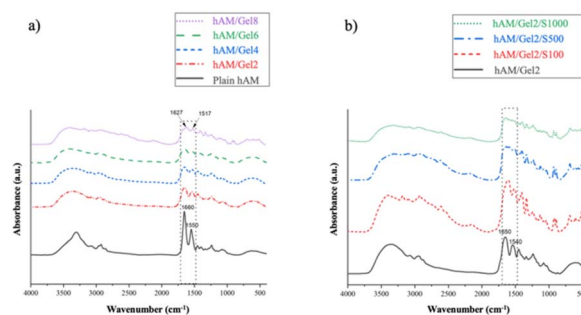 a)
hAM/Gel8
hAM/Gel6
hAM/Gel4
hAM/Gel2
Plain hAM
1627
1517
1660
1550
Absorbance (a.u.)
4000 3500 3000 2500 2000 1500 1000 500
Wavenumber (cm⁻¹)
b)
hAM/Gel2/S1000
hAM/Gel2/S500
hAM/Gel2/S100
hAM/Gel2
1650
1540
Absorbance (a.u.)
4000 3500 3000 2500 2000 1500 1000 500
Wavenumber (cm⁻¹)